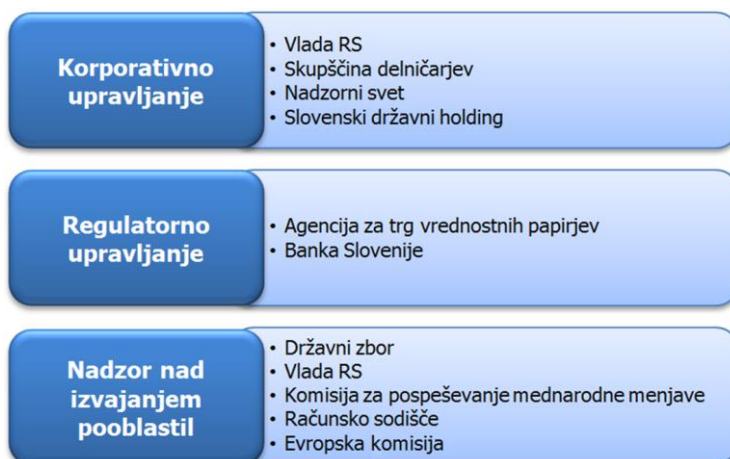 Korporativno
upravljanje
• Vlada RS
• Skupščina delničarjev
• Nadzorni svet
• Slovenski državni holding
Regulatorno
upravljanje
• Agencija za trg vrednostnih papirjev
• Banka Slovenije
Nadzor nad
izvajanjem
pooblastil
• Državni zbor
• Vlada RS
• Komisija za pospeševanje mednarodne menjave
• Računsko sodišče
• Evropska komisija